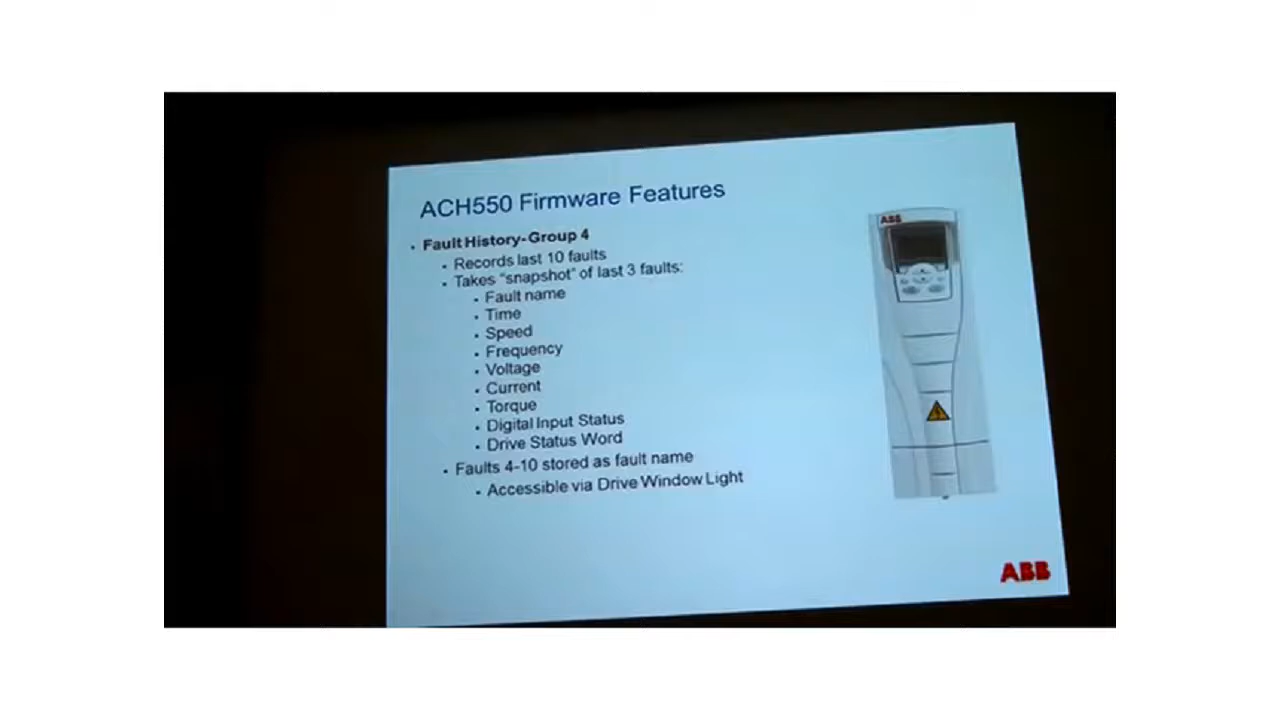 ACH550 Firmware Features
• Fault History-Group 4
• Records last 10 faults
• Takes "snapshot" of last 3 faults:
• Fault name
• Time
• Speed
• Frequency
• Voltage
• Current
• Torque
• Digital Input Status
• Drive Status Word
• Faults 4-10 stored as fault name
• Accessible via Drive Window Light
ABB
ABB